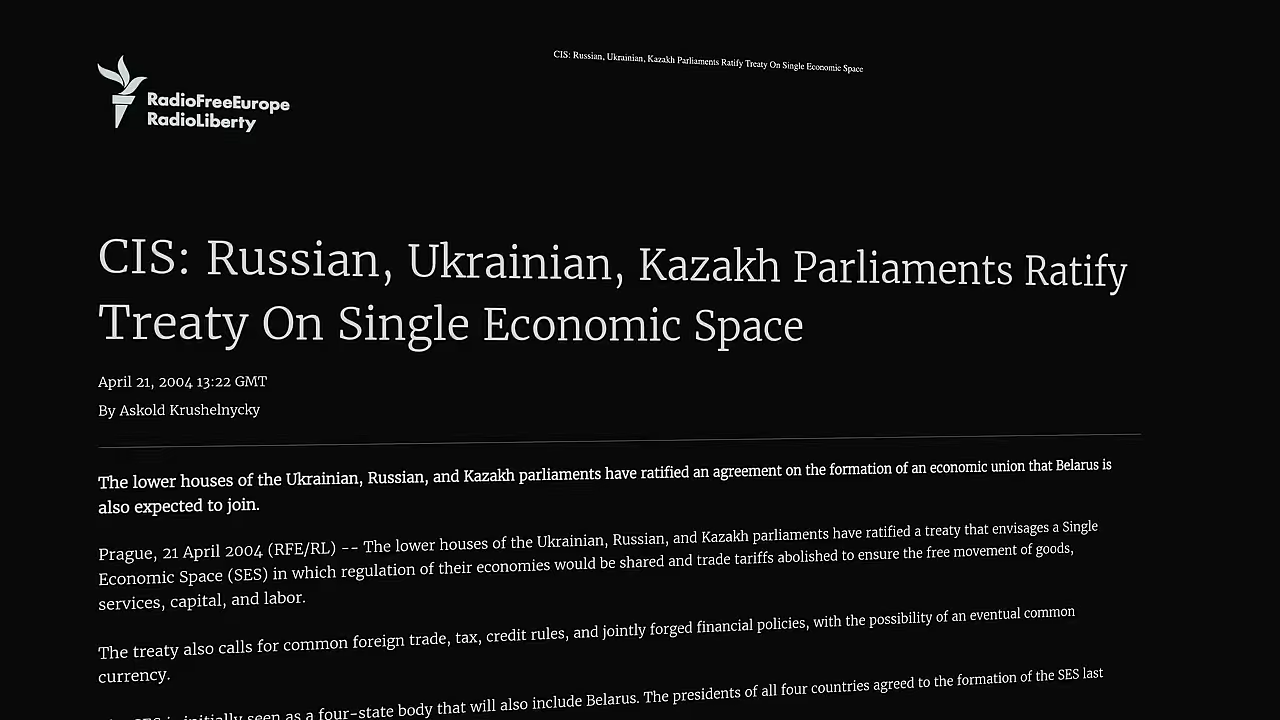 CIS: Russian, Ukrainian, Kazakh Parliaments Ratify Treaty On Single Economic Space
RadioFreeEurope
RadioLiberty
CIS: Russian, Ukrainian, Kazakh Parliaments Ratify
Treaty On Single Economic Space
April 21, 2004 13:22 GMT
By Askold Krushelnycky
The lower houses of the Ukrainian, Russian, and Kazakh parliaments have ratified an agreement on the formation of an economic union that Belarus is
also expected to join.
Prague, 21 April 2004 (RFE/RL) -- The lower houses of the Ukrainian, Russian, and Kazakh parliaments have ratified a treaty that envisages a Single
Economic Space (SES) in which regulation of their economies would be shared and trade tariffs abolished to ensure the free movement of goods,
services, capital, and labor.
The treaty also calls for common foreign trade, tax, credit rules, and jointly forged financial policies, with the possibility of an eventual common
currency.
SES is initially seen as a four-state body that will also include Belarus. The presidents of all four countries agreed to the formation of the SES last